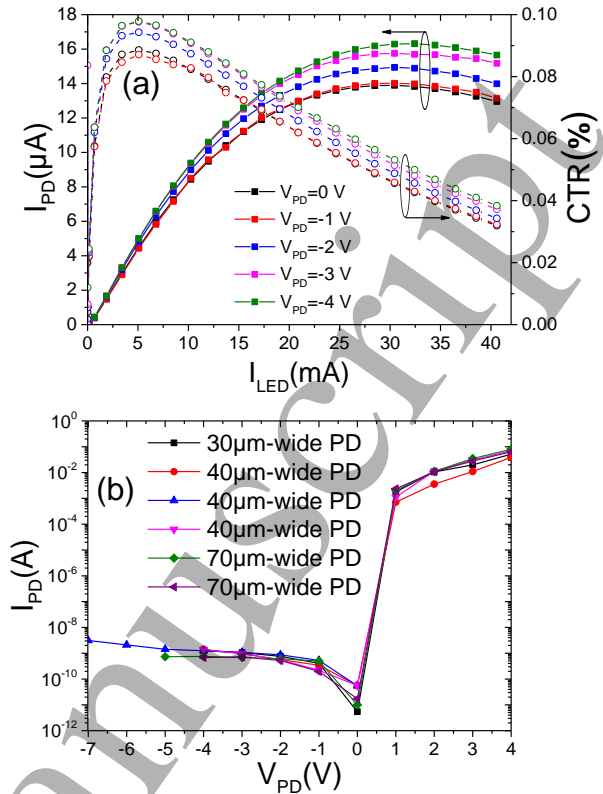 (a)
I_PD(µA)
18
16
14
12
10
8
6
4
2
0
0
5
10
15
20
25
30
35
40
I_LED(mA)
0.10
0.08
0.06
0.04
0.02
0.00
CTR(%)
V_PD=0 V
V_PD=-1 V
V_PD=-2 V
V_PD=-3 V
V_PD=-4 V
(b)
I_PD(A)
10^0
10^-2
10^-4
10^-6
10^-8
10^-10
10^-12
30µm-wide PD
40µm-wide PD
40µm-wide PD
40µm-wide PD
70µm-wide PD
70µm-wide PD
-7
-6
-5
-4
-3
-2
-1
0
1
2
3
4
V_PD(V)
anuscript